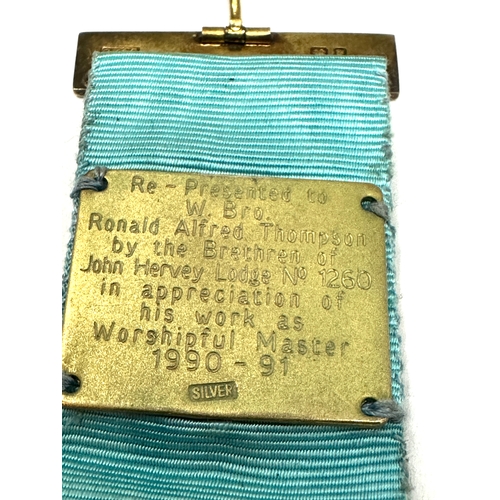 Re - Presented to
W. Bro.
Ronald Alfred Thompson
by the Brethren of
John Hervey Lodge Nº 1260
in appreciation of
his work as
Worshipful Master
1990 - 91
SILVER